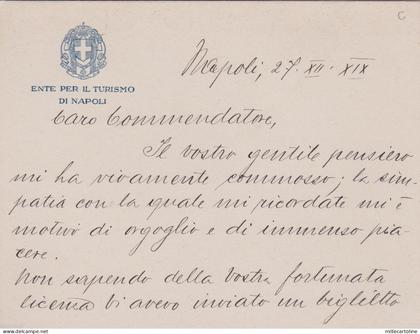 C
ENTE PER IL TURISMO
DI NAPOLI
Napoli, 27. XII. XIX
Caro Commendatore,
Il vostro gentile pensiero
mi ha vivamente commosso; la sim-
patia con la quale mi ricordate mi è
motivo di orgoglio e di immenso pia-
cere.
Non sapendo della Vostra fortunata
licenza Vi avevo inviato un biglietto
millecartoline